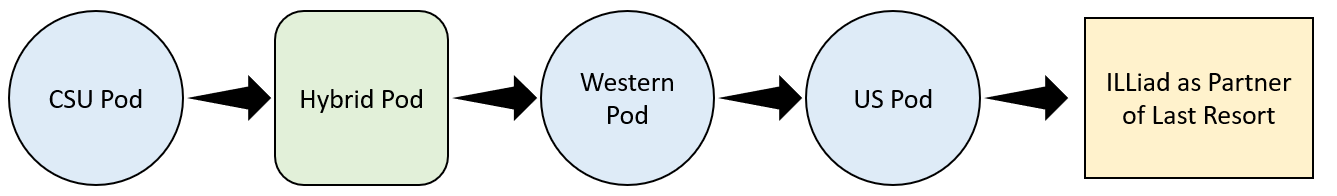 CSU Pod
Hybrid Pod
Western
Pod
US Pod
ILLiad as Partner
of Last Resort